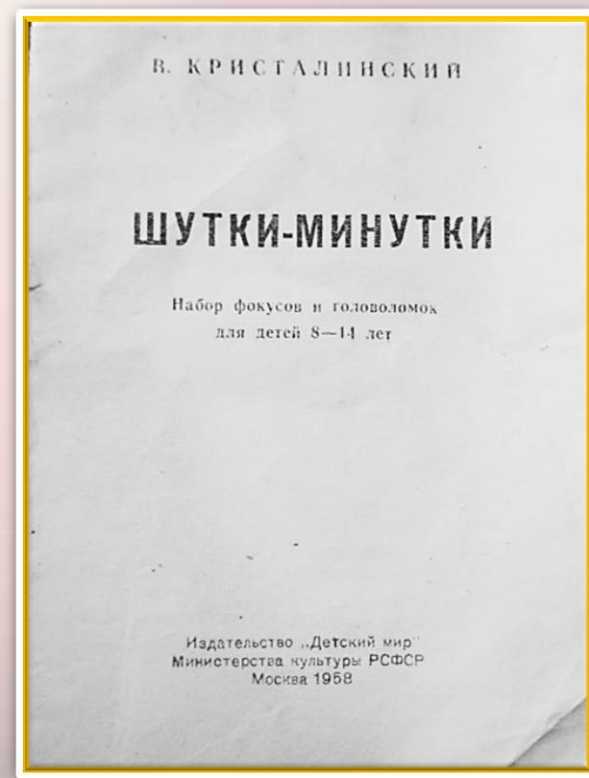 В. КРИСТАЛИНСКИЙ
ШУТКИ-МИНУТКИ
Набор фокусов и головоломок
для детей 8—14 лет
Издательство „Детский мир"
Министерства культуры РСФСР
Москва 1958